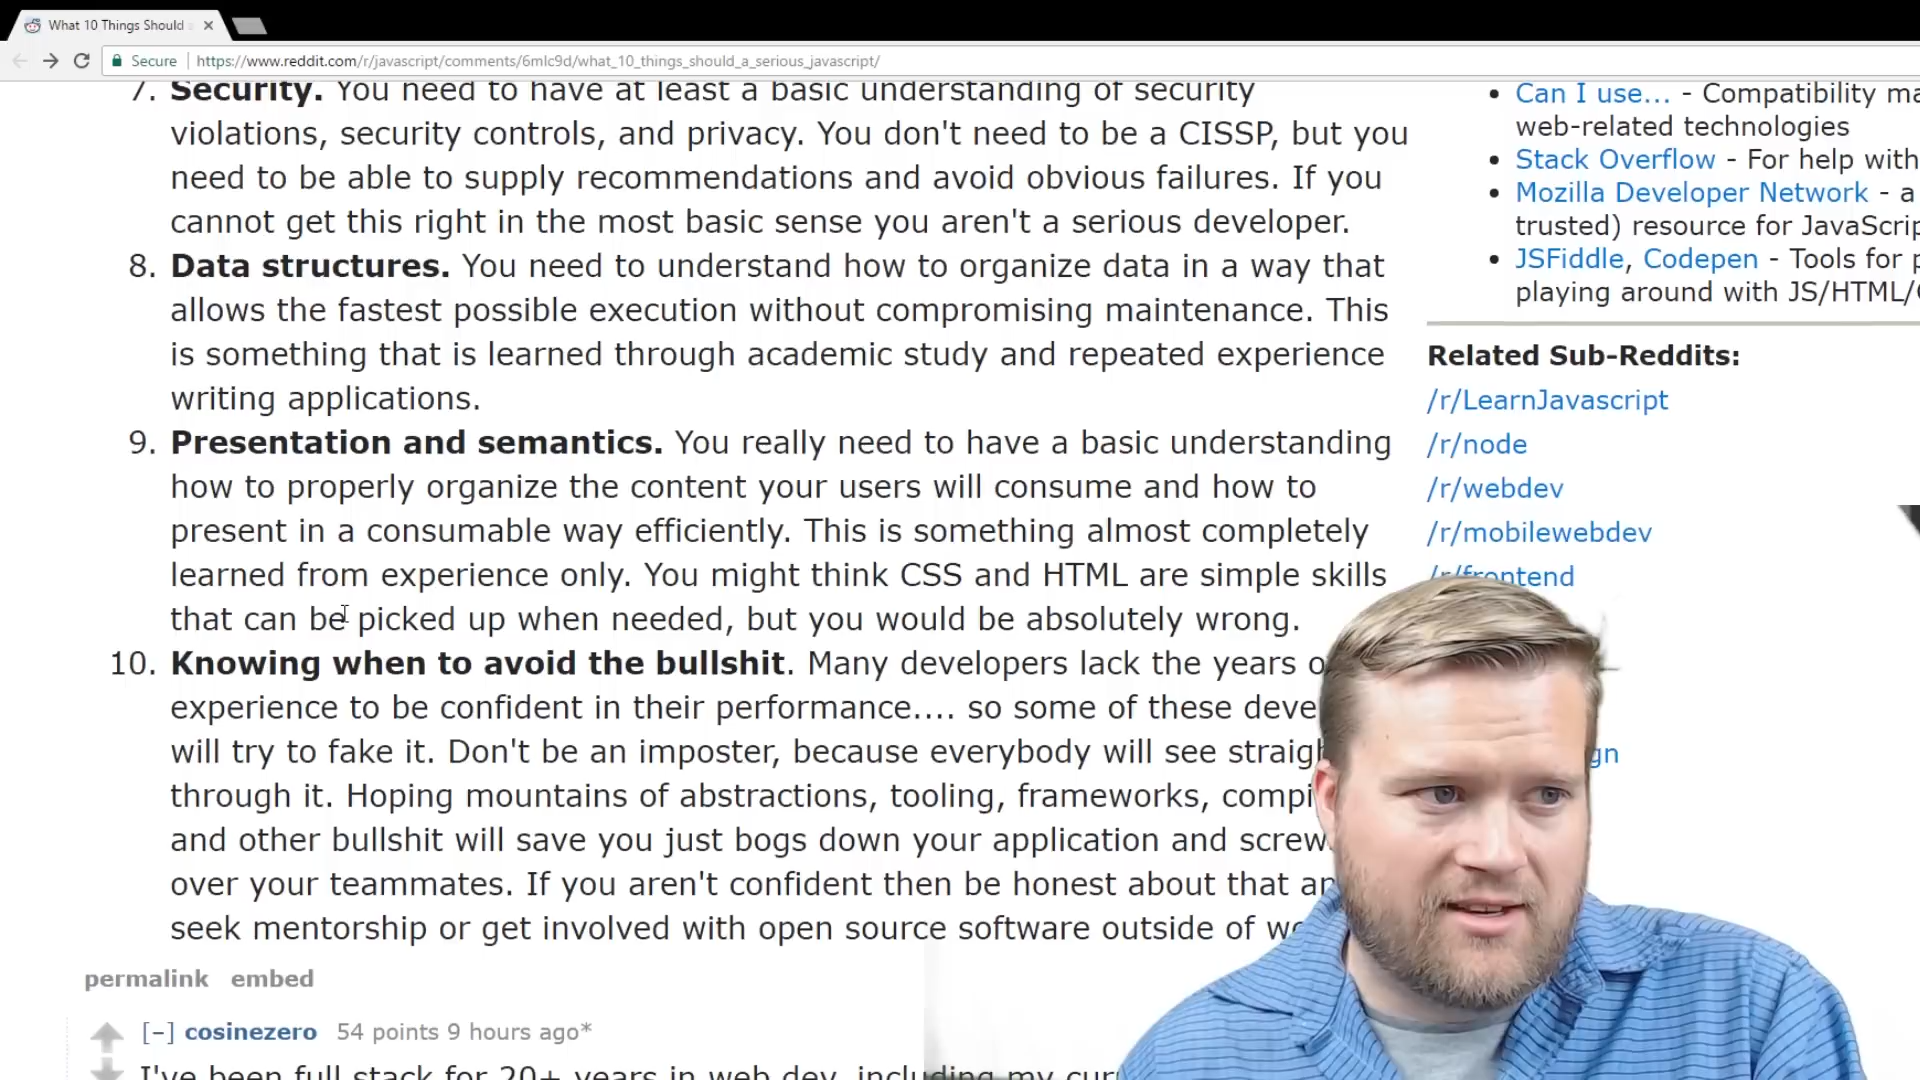 What 10 Things Should
Secure
https://www.reddit.com/r/javascript/comments/6mlc9d/what_10_things_should_a_serious_javascript/
7. Security. You need to have at least a basic understanding of security
violations, security controls, and privacy. You don't need to be a CISSP, but you
need to be able to supply recommendations and avoid obvious failures. If you
cannot get this right in the most basic sense you aren't a serious developer.
8. Data structures. You need to understand how to organize data in a way that
allows the fastest possible execution without compromising maintenance. This
is something that is learned through academic study and repeated experience
writing applications.
9. Presentation and semantics. You really need to have a basic understanding
how to properly organize the content your users will consume and how to
present in a consumable way efficiently. This is something almost completely
learned from experience only. You might think CSS and HTML are simple skills
that can be picked up when needed, but you would be absolutely wrong.
10. Knowing when to avoid the bullshit. Many developers lack the years
experience to be confident in their performance.... so some of these
will try to fake it. Don't be an imposter, because everybody will see
through it. Hoping mountains of abstractions, tooling, frameworks,
and other bullshit will save you just bogs down your application and
over your teammates. If you aren't confident then be honest about that
seek mentorship or get involved with open source software outside of
permalink embed
[–] cosinezero 54 points 9 hours ago*
I've been full stack for 20+ years in web dev, including my
• Can I use... - Compatibility
web-related technologies
• Stack Overflow - For help with
• Mozilla Developer Network - a
trusted) resource for
• JSFiddle, Codepen - Tools for
playing around with
Related Sub-Reddits:
/r/LearnJavascript
/r/node
/r/webdev
/r/mobilewebdev
/r/frontend